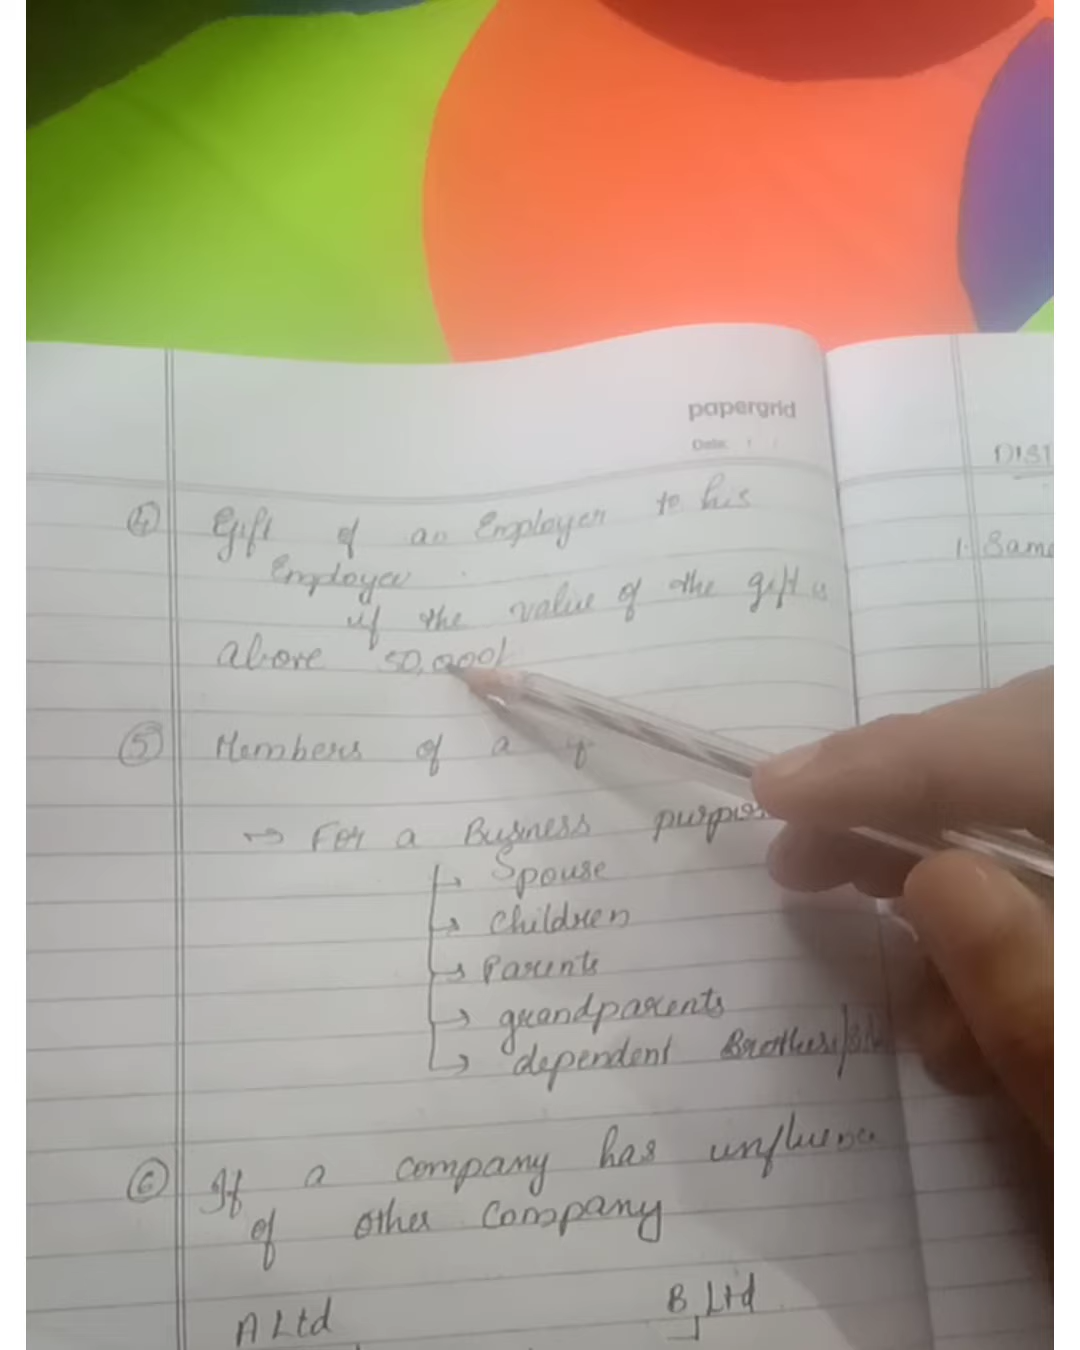 papergrid
Date:
④ Gift of an Employer to his
Employee
if the value of the gift is
above 50,000/-
⑤ Members of a
→ For a Business
→ Spouse
→ Children
→ Parents
→ grandparents
→ dependent Brothers/
⑥ If a company has
of other company
A Ltd B Ltd
DIST
1. Same